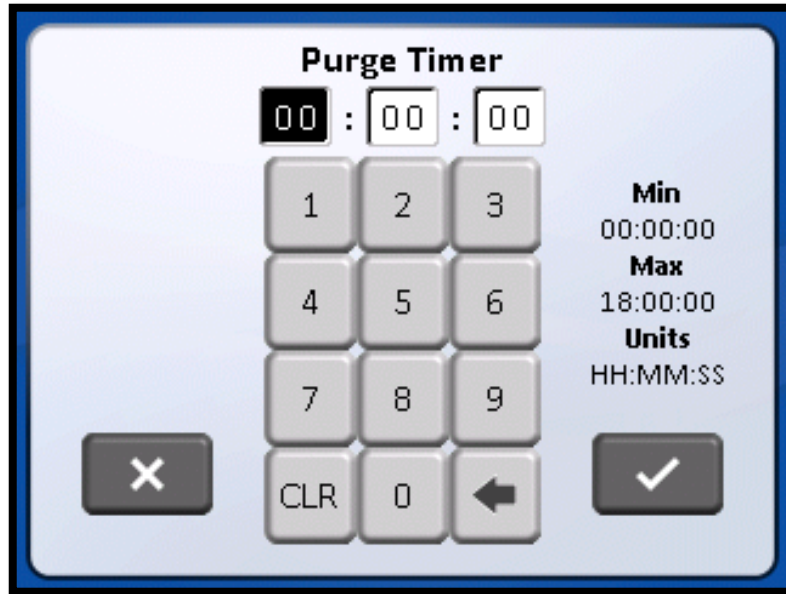 Purge Timer
00 : 00 : 00
1 2 3
Min
00:00:00
Max
4 5 6
18:00:00
Units
HH:MM:SS
7 8 9
CLR 0